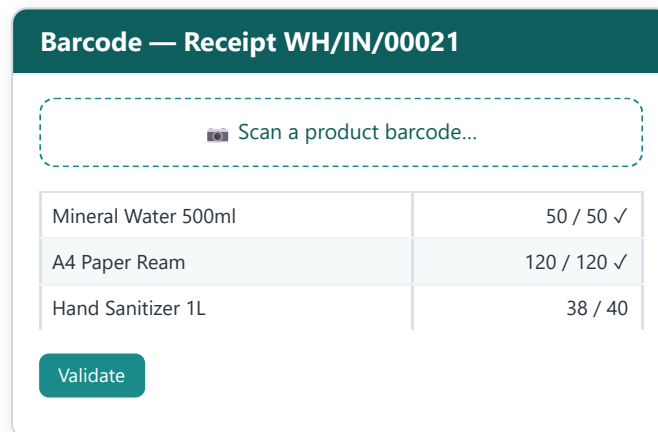 Barcode — Receipt WH/IN/00021
📷 Scan a product barcode...
Mineral Water 500ml 50 / 50 ✓
A4 Paper Ream 120 / 120 ✓
Hand Sanitizer 1L 38 / 40
Validate